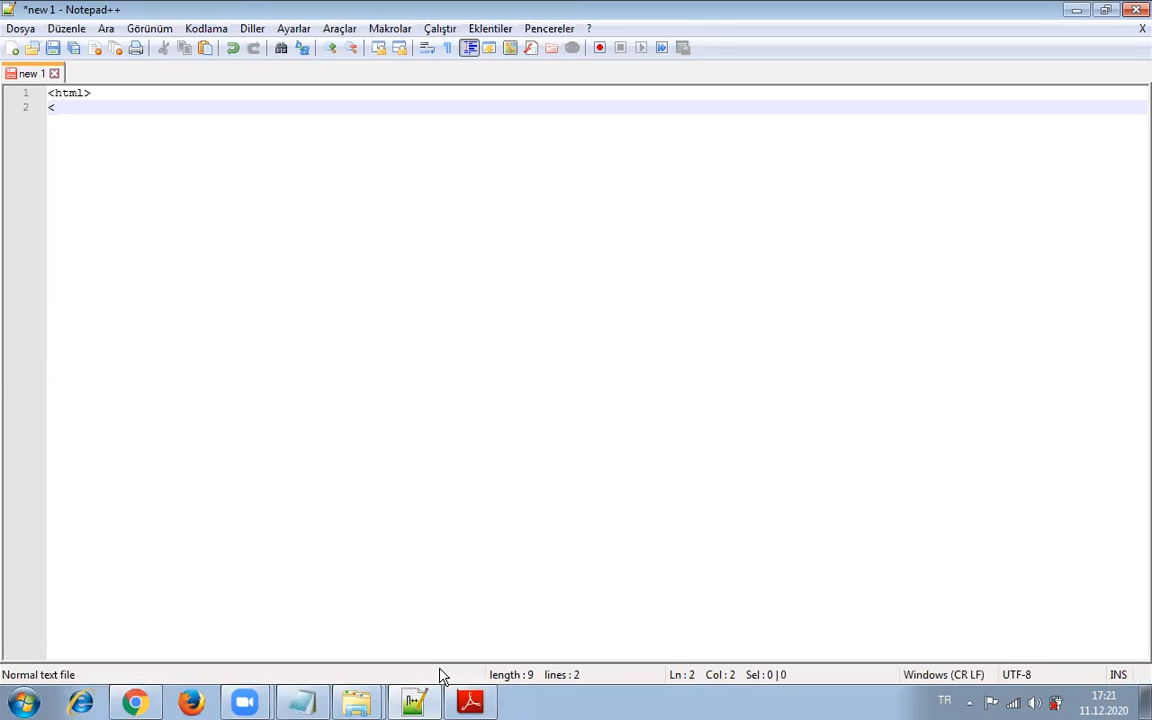 *new 1 - Notepad++
Dosya Düzenle Ara Görünüm Kodlama Diller Ayarlar Araçlar Makrolar Çalıştır Eklentiler Pencereler ? X
new 1
1 <html>
2 <
Normal text file length : 9 lines : 2 Ln : 2 Col : 2 Sel : 0 | 0 Windows (CR LF) UTF-8 INS
TR 17:21
11.12.2020